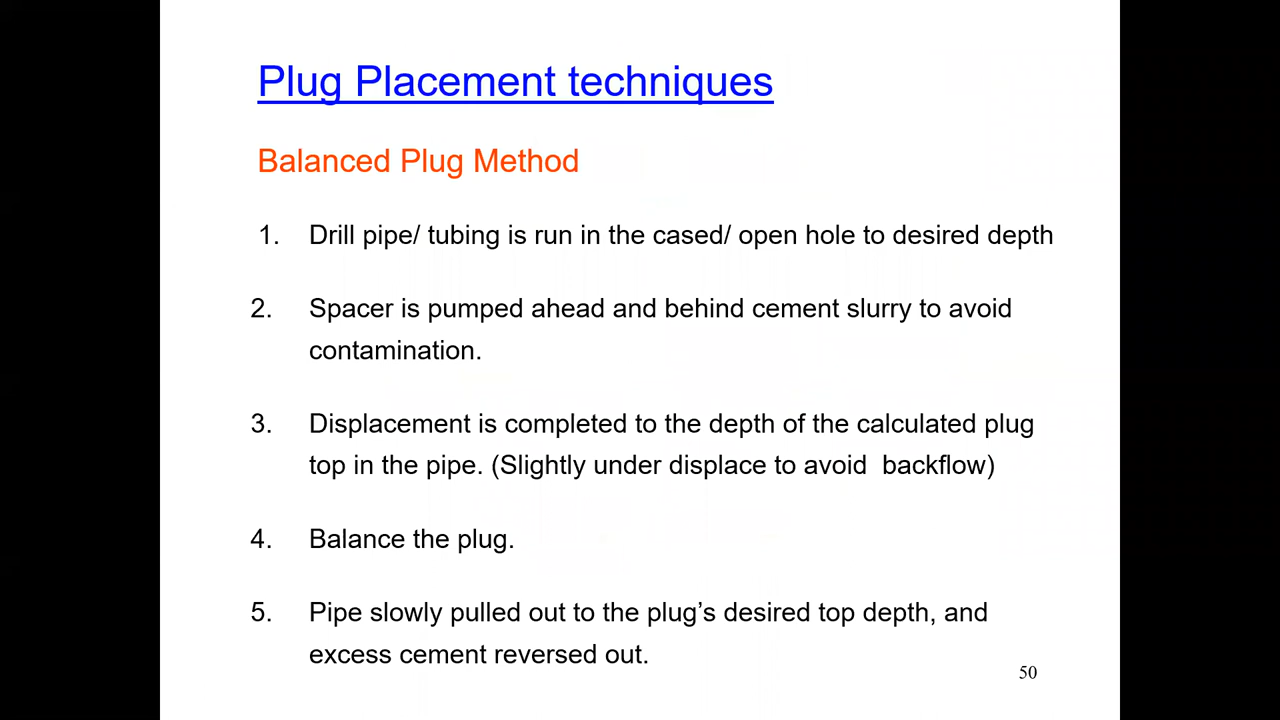 Plug Placement techniques
Balanced Plug Method
1. Drill pipe/ tubing is run in the cased/ open hole to desired depth
2. Spacer is pumped ahead and behind cement slurry to avoid
contamination.
3. Displacement is completed to the depth of the calculated plug
top in the pipe. (Slightly under displace to avoid  backflow)
4. Balance the plug.
5. Pipe slowly pulled out to the plug’s desired top depth, and
excess cement reversed out.
50